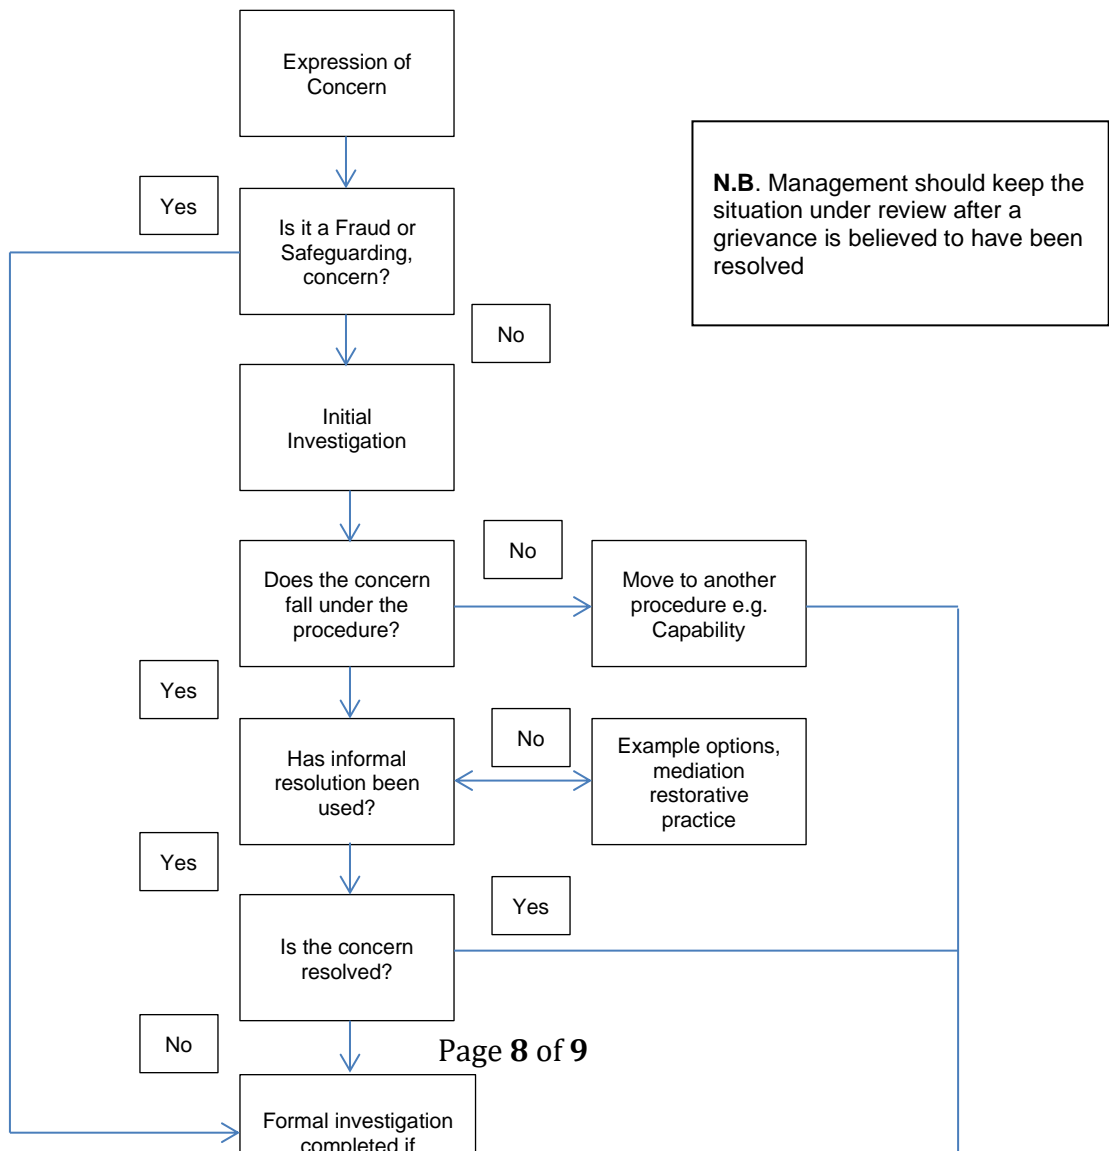 Expression of
Concern
Yes
Is it a Fraud or
Safeguarding,
concern?
N.B. Management should keep the
situation under review after a
grievance is believed to have been
resolved
No
Initial
Investigation
No
Does the concern
fall under the
procedure?
Move to another
procedure e.g.
Capability
Yes
Has informal
resolution been
used?
No
Example options,
mediation
restorative
practice
Yes
Is the concern
resolved?
Yes
No
Page 8 of 9
Formal investigation
completed if